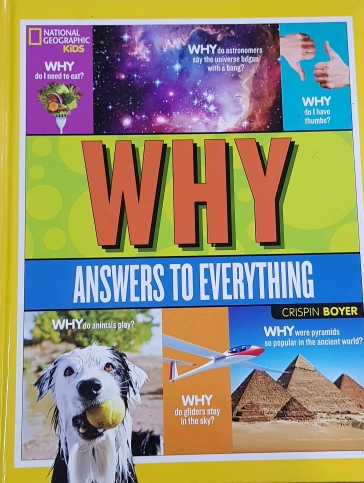 NATIONAL
GEOGRAPHIC
KiDS
WHY
do I need to eat?
WHY do astronomers
say the universe began
with a bang?
WHY
do I have
thumbs?
WHY
ANSWERS TO EVERYTHING
CRISPIN BOYER
WHY do animals play?
WHY
do gliders stay
in the sky?
WHY were pyramids
so popular in the ancient world?